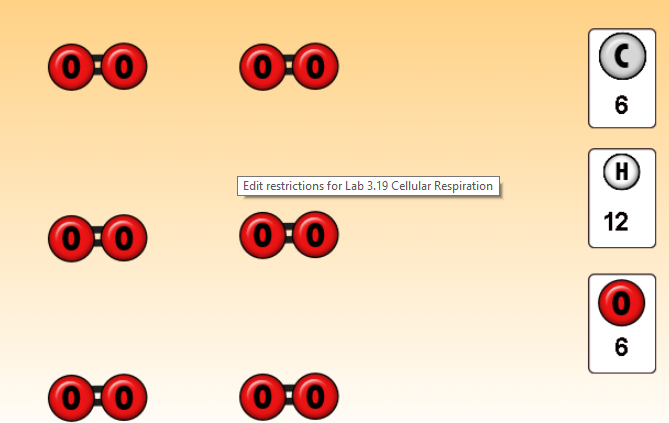 O O O O
C
6
Edit restrictions for Lab 3.19 Cellular Respiration
H
12
O O O O
O
6
O O O O